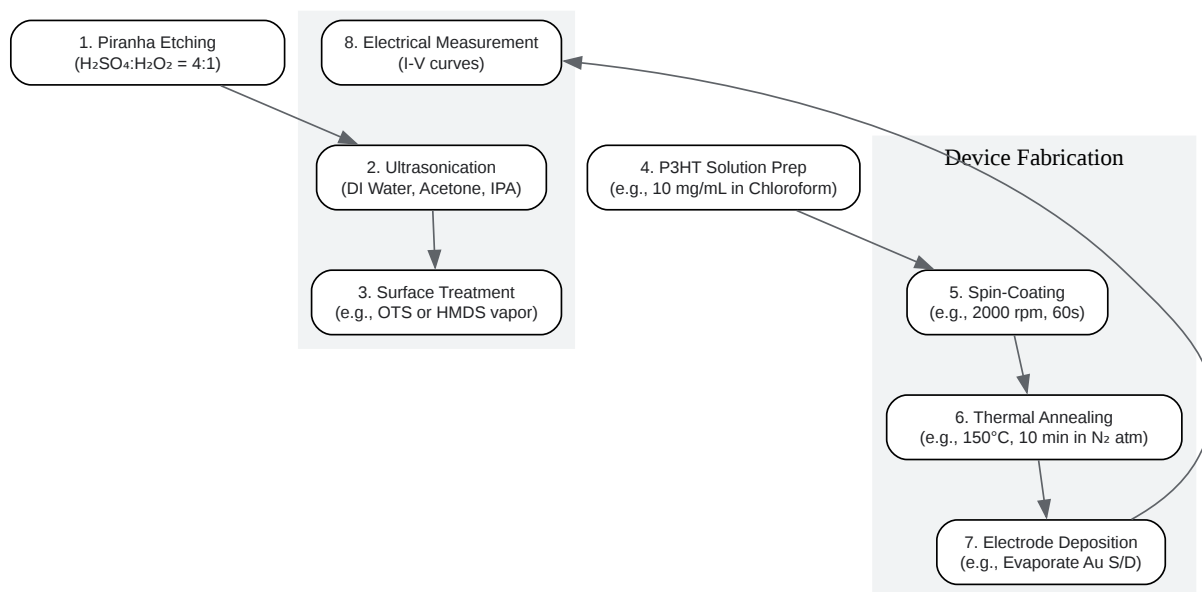 1. Piranha Etching
(H₂SO₄:H₂O₂ = 4:1)
8. Electrical Measurement
(I-V curves)
2. Ultrasonication
(DI Water, Acetone, IPA)
3. Surface Treatment
(e.g., OTS or HMDS vapor)
4. P3HT Solution Prep
(e.g., 10 mg/mL in Chloroform)
Device Fabrication
5. Spin-Coating
(e.g., 2000 rpm, 60s)
6. Thermal Annealing
(e.g., 150°C, 10 min in N₂ atm)
7. Electrode Deposition
(e.g., Evaporate Au S/D)